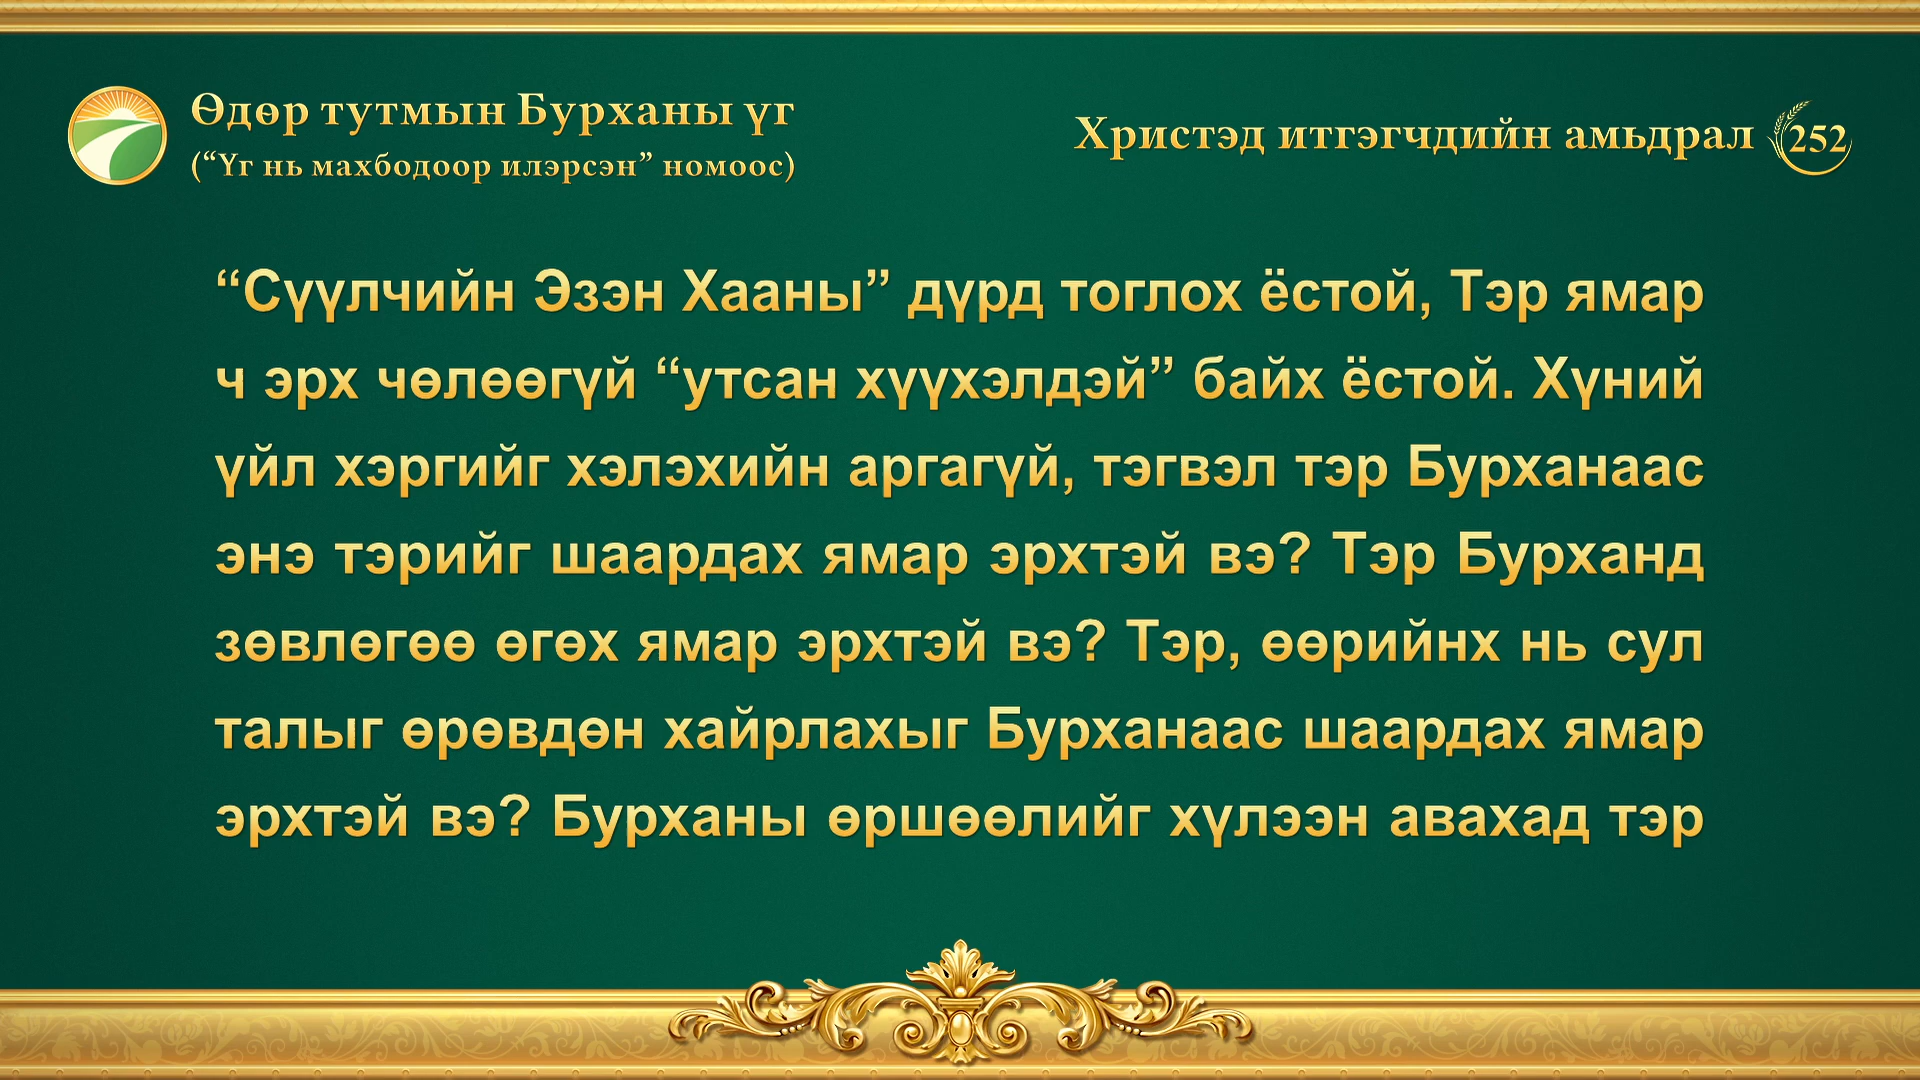 Өдөр тутмын Бурханы үг
(“Үг нь махбодоор илэрсэн” номоос)
Христэд итгэгчдийн амьдрал 252
“Сүүлчийн Эзэн Хааны” дүрд тоглох ёстой, Тэр ямар
ч эрх чөлөөгүй “утсан хүүхэлдэй” байх ёстой. Хүний
үйл хэргийг хэлэхийн аргагүй, тэгвэл тэр Бурханаас
энэ тэрийг шаардах ямар эрхтэй вэ? Тэр Бурханд
зөвлөгөө өгөх ямар эрхтэй вэ? Тэр, өөрийнх нь сул
талыг өрөвдөн хайрлахыг Бурханаас шаардах ямар
эрхтэй вэ? Бурханы өршөөлийг хүлээн авахад тэр